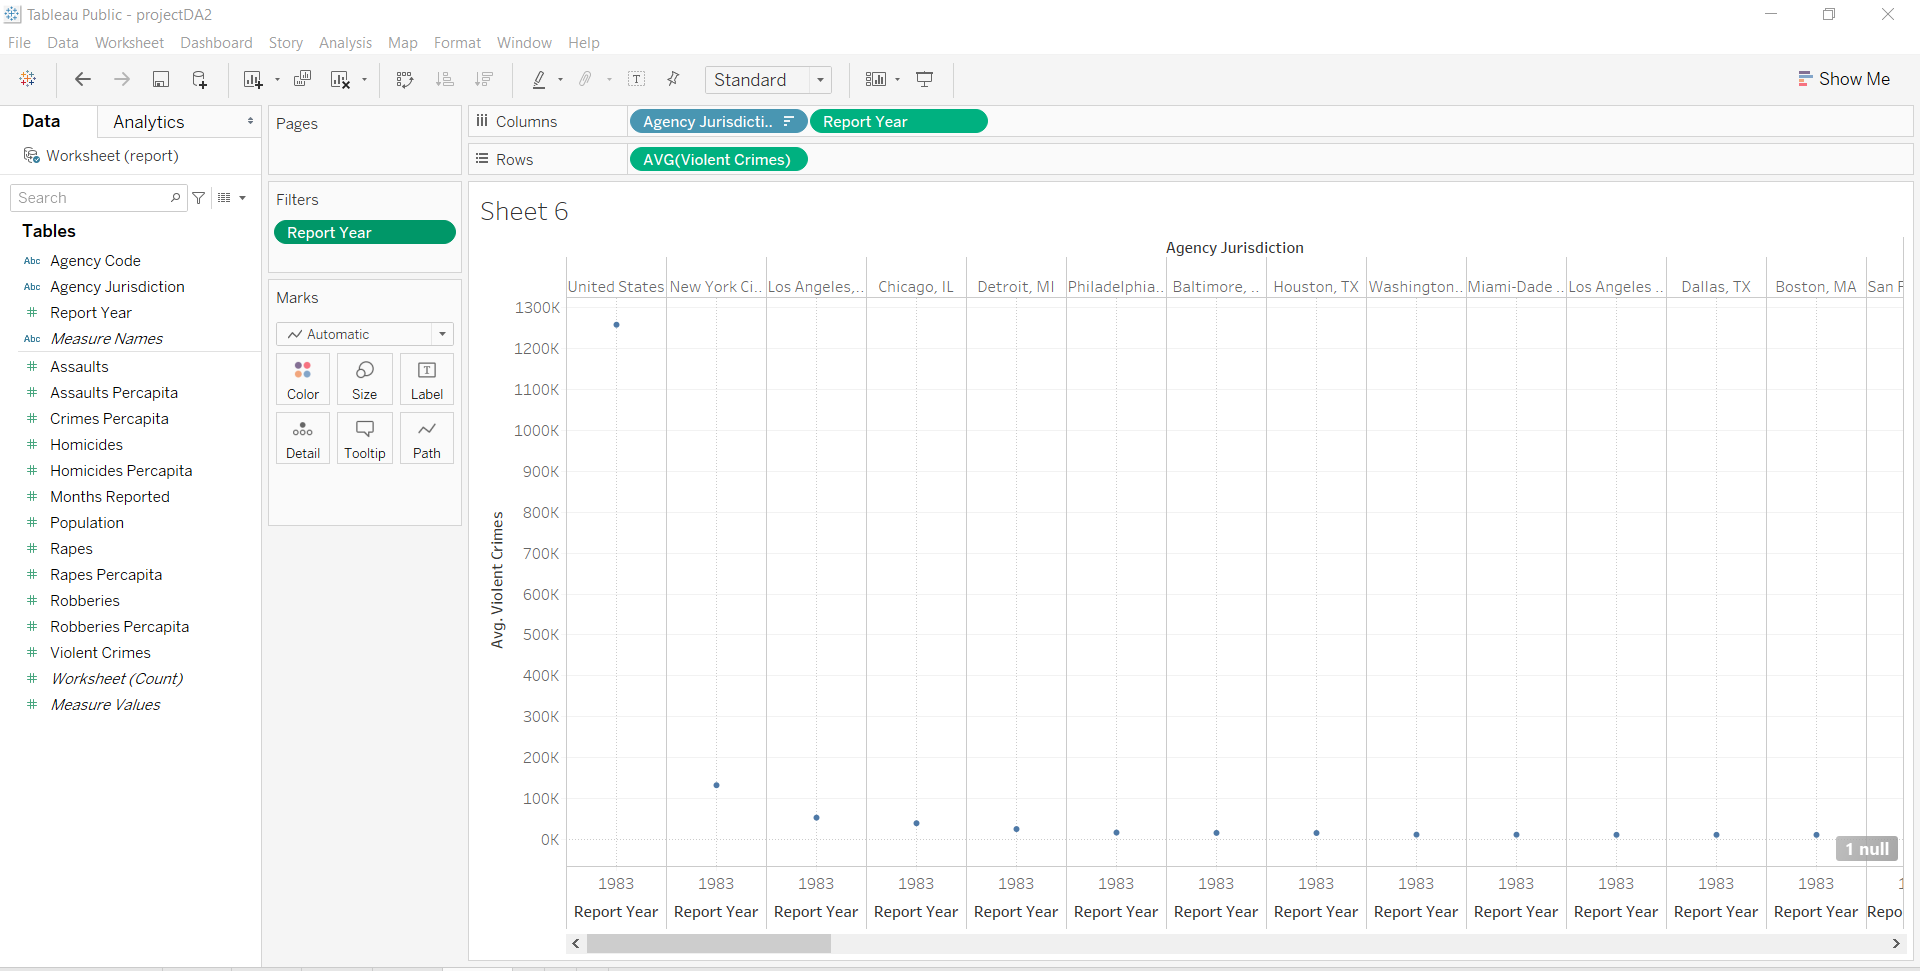 Tableau Public - projectDA2
File Data Worksheet Dashboard Story Analysis Map Format Window Help
Standard
Show Me
Data Analytics
Worksheet (report)
Search
Tables
Abc Agency Code
Abc Agency Jurisdiction
# Report Year
Abc Measure Names
# Assaults
# Assaults Percapita
# Crimes Percapita
# Homicides
# Homicides Percapita
# Months Reported
# Population
# Rapes
# Rapes Percapita
# Robberies
# Robberies Percapita
# Violent Crimes
# Worksheet (Count)
# Measure Values
Pages
Filters
Report Year
Marks
Automatic
Color Size Label
Detail Tooltip Path
Columns Agency Jurisdicti.. Report Year
Rows AVG(Violent Crimes)
Sheet 6
Agency Jurisdiction
United States New York Ci.. Los Angeles,.. Chicago, IL Detroit, MI Philadelphia.. Baltimore, .. Houston, TX Washington.. Miami-Dade .. Los Angeles .. Dallas, TX Boston, MA San F
Avg. Violent Crimes
1300K
1200K
1100K
1000K
900K
800K
700K
600K
500K
400K
300K
200K
100K
0K
1 null
1983 1983 1983 1983 1983 1983 1983 1983 1983 1983 1983 1983 1983 1
Report Year Report Year Report Year Report Year Report Year Report Year Report Year Report Year Report Year Report Year Report Year Report Year Report Year Repo